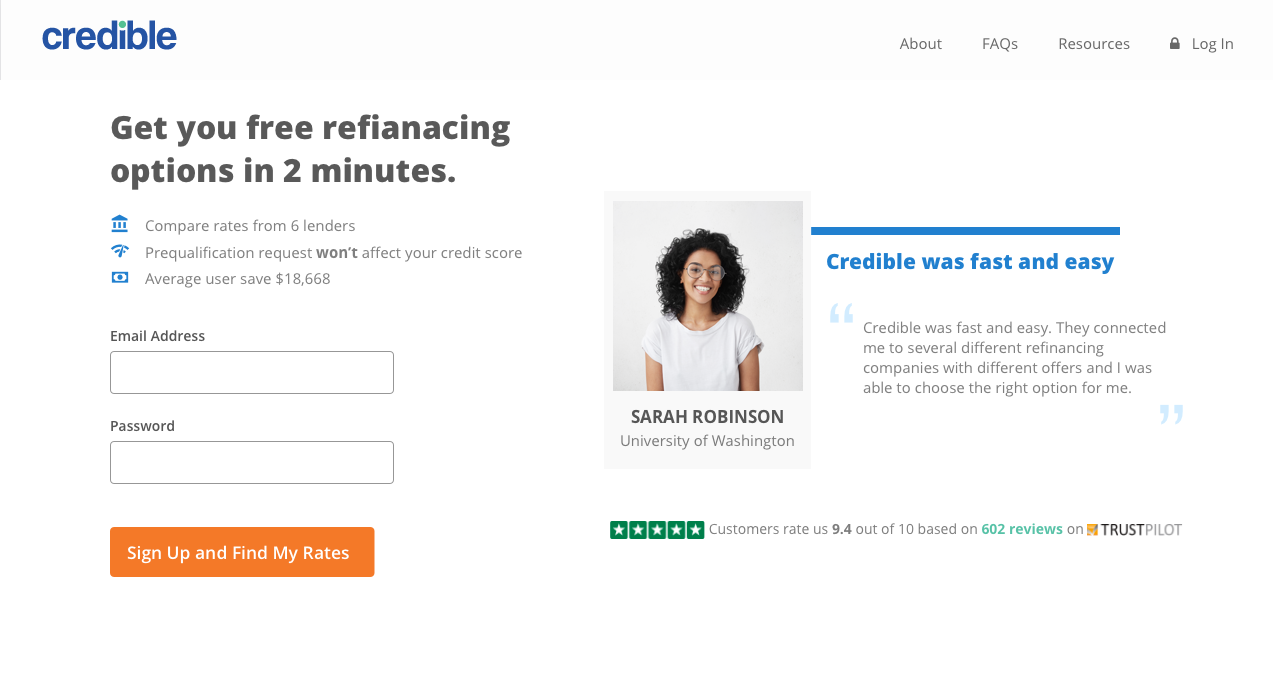 credible
About FAQs Resources Log In
Get you free refianacing
options in 2 minutes.
Compare rates from 6 lenders
Prequalification request won’t affect your credit score
Average user save $18,668
Email Address
Password
Sign Up and Find My Rates
SARAH ROBINSON
University of Washington
Credible was fast and easy
“ Credible was fast and easy. They connected
me to several different refinancing
companies with different offers and I was
able to choose the right option for me.
”
Customers rate us 9.4 out of 10 based on 602 reviews on TRUSTPILOT